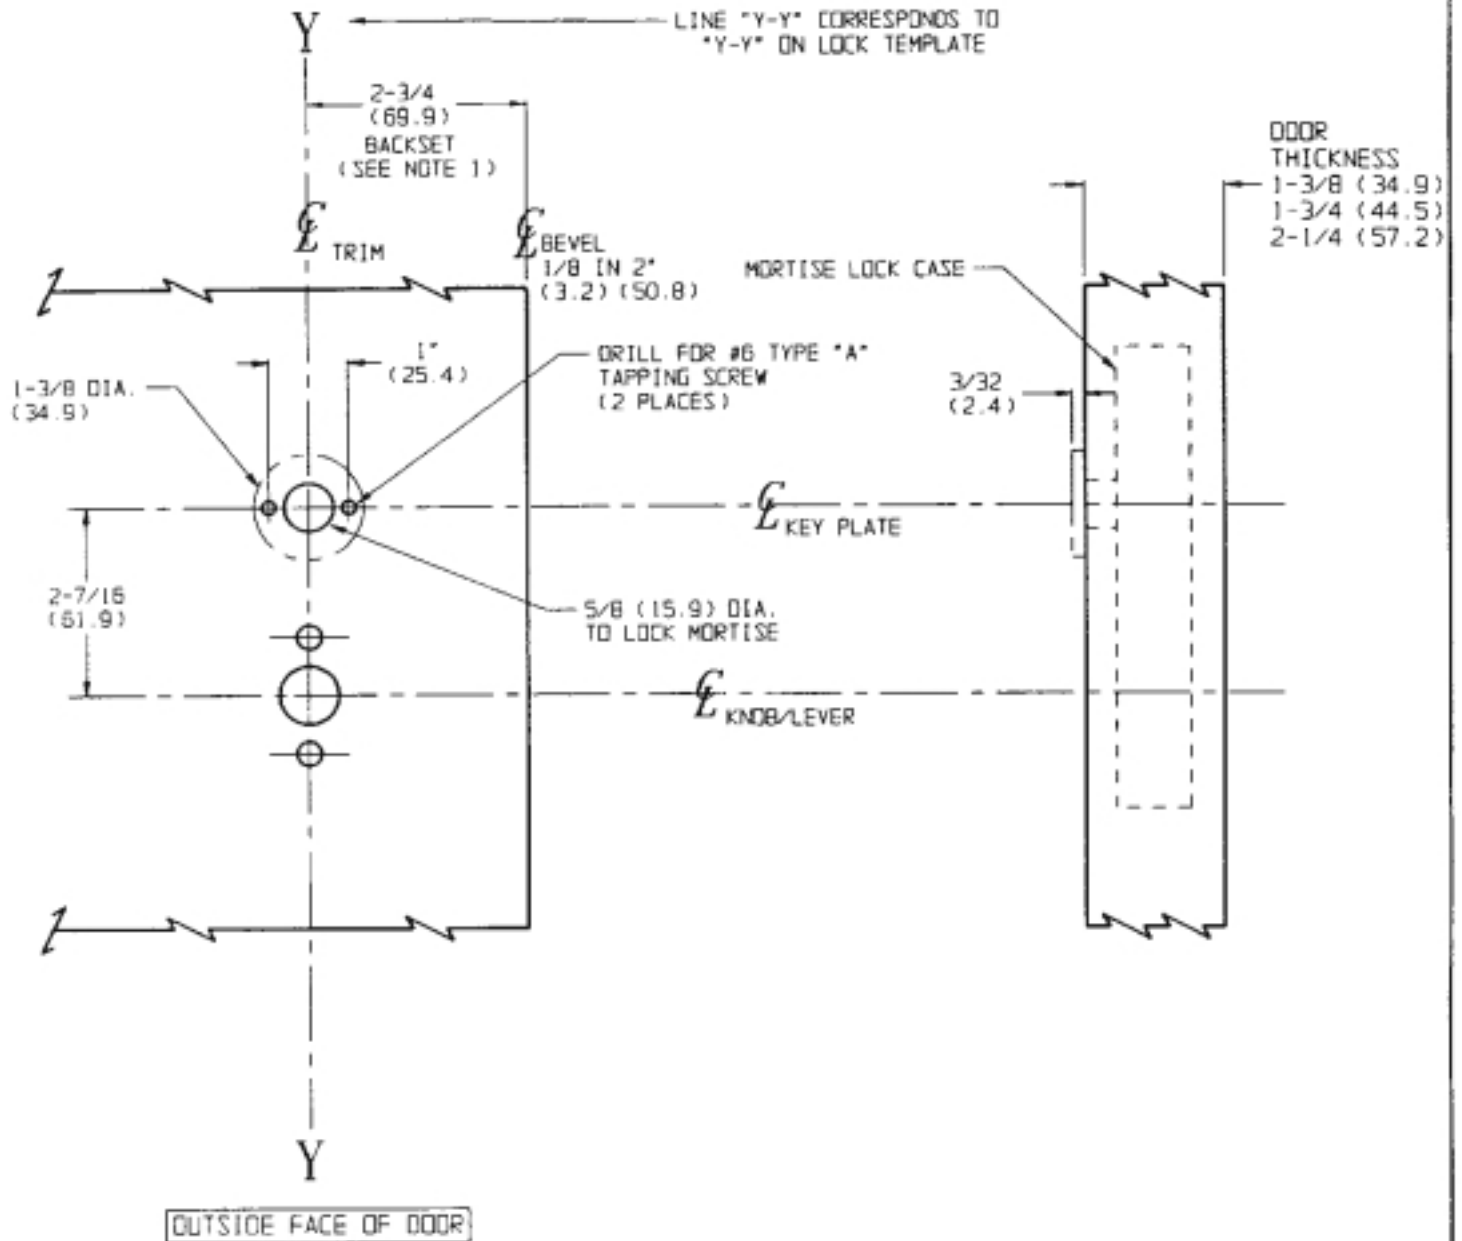 Y
LINE "Y-Y" CORRESPONDS TO
"Y-Y" ON LOCK TEMPLATE
2-3/4
(69.9)
BACKSET
(SEE NOTE 1)
DOOR
THICKNESS
1-3/8 (34.9)
1-3/4 (44.5)
2-1/4 (57.2)
℄ TRIM
℄ BEVEL
1/8 IN 2"
(3.2) (50.8)
MORTISE LOCK CASE
1"
(25.4)
DRILL FOR #6 TYPE "A"
TAPPING SCREW
(2 PLACES)
1-3/8 DIA.
(34.9)
3/32
(2.4)
℄ KEY PLATE
2-7/16
(61.9)
5/8 (15.9) DIA.
TO LOCK MORTISE
℄ KNOB/LEVER
Y
OUTSIDE FACE OF DOOR